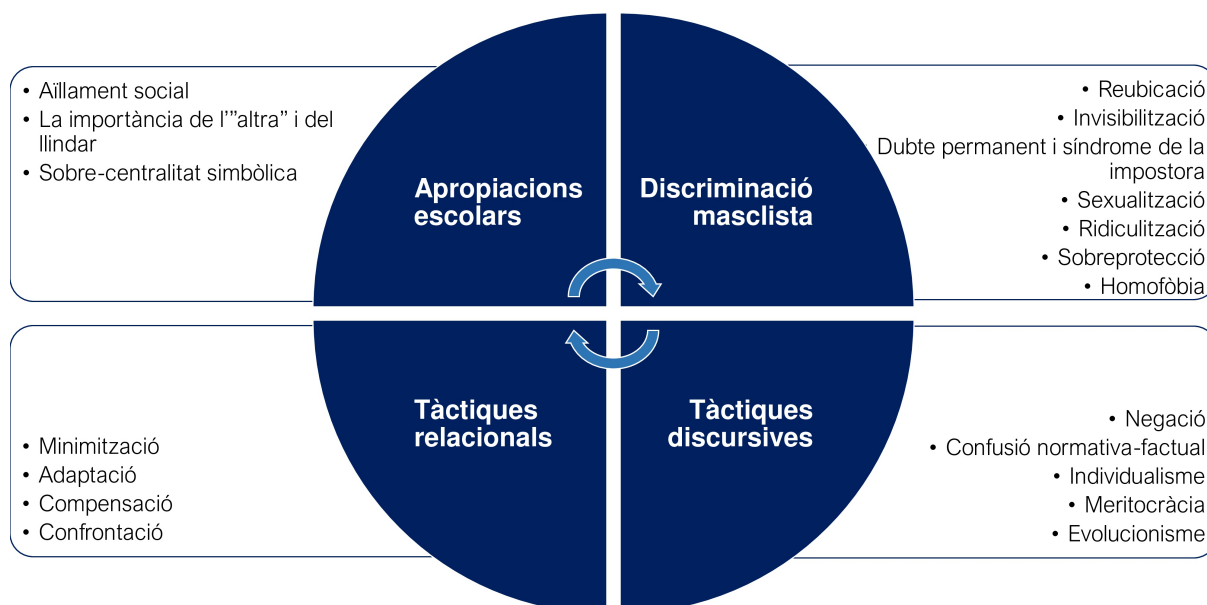 • Aïllament social
• La importància de l'"altra" i del
llindar
• Sobre-centralitat simbòlica
Apropiacions
escolars
Discriminació
masclista
• Reubicació
• Invisibilització
Dubte permanent i síndrome de la
impostora
• Sexualització
• Ridiculització
• Sobreprotecció
• Homofòbia
• Minimització
• Adaptació
• Compensació
• Confrontació
Tàctiques
relacionals
Tàctiques
discursives
• Negació
• Confusió normativa-factual
• Individualisme
• Meritocràcia
• Evolucionisme